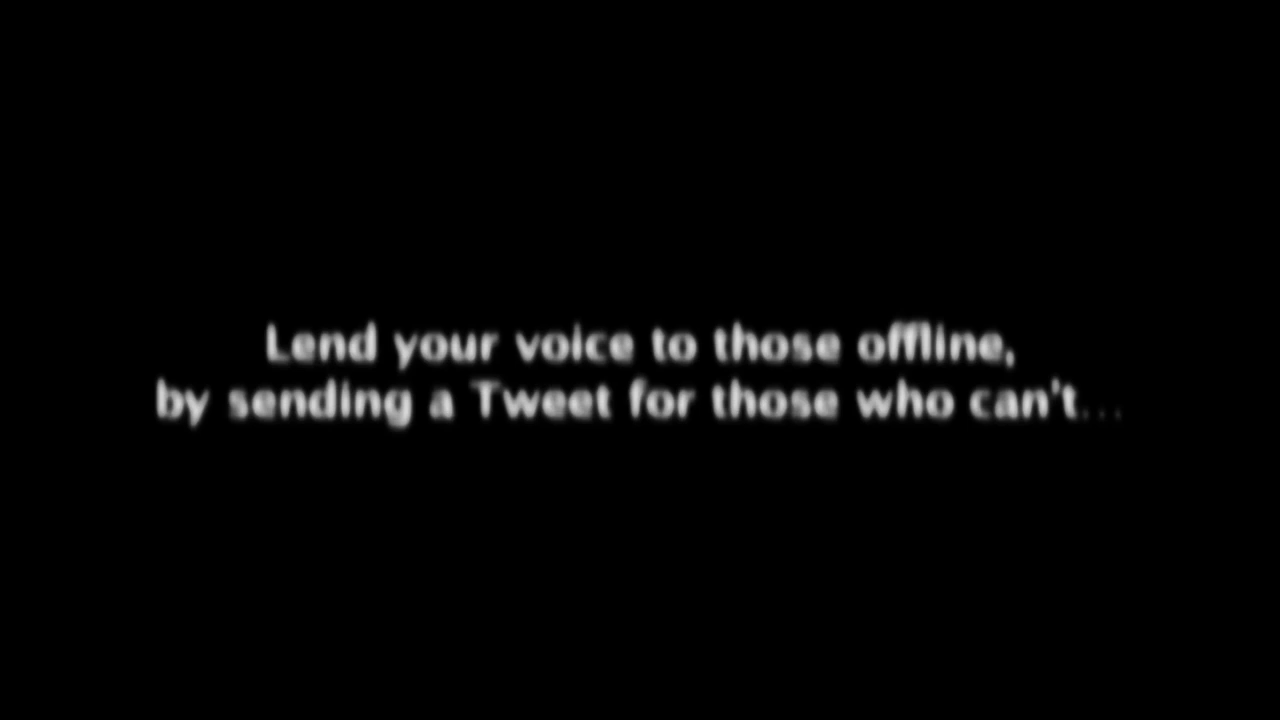 Lend your voice to those offline,
by sending a Tweet for those who can't...